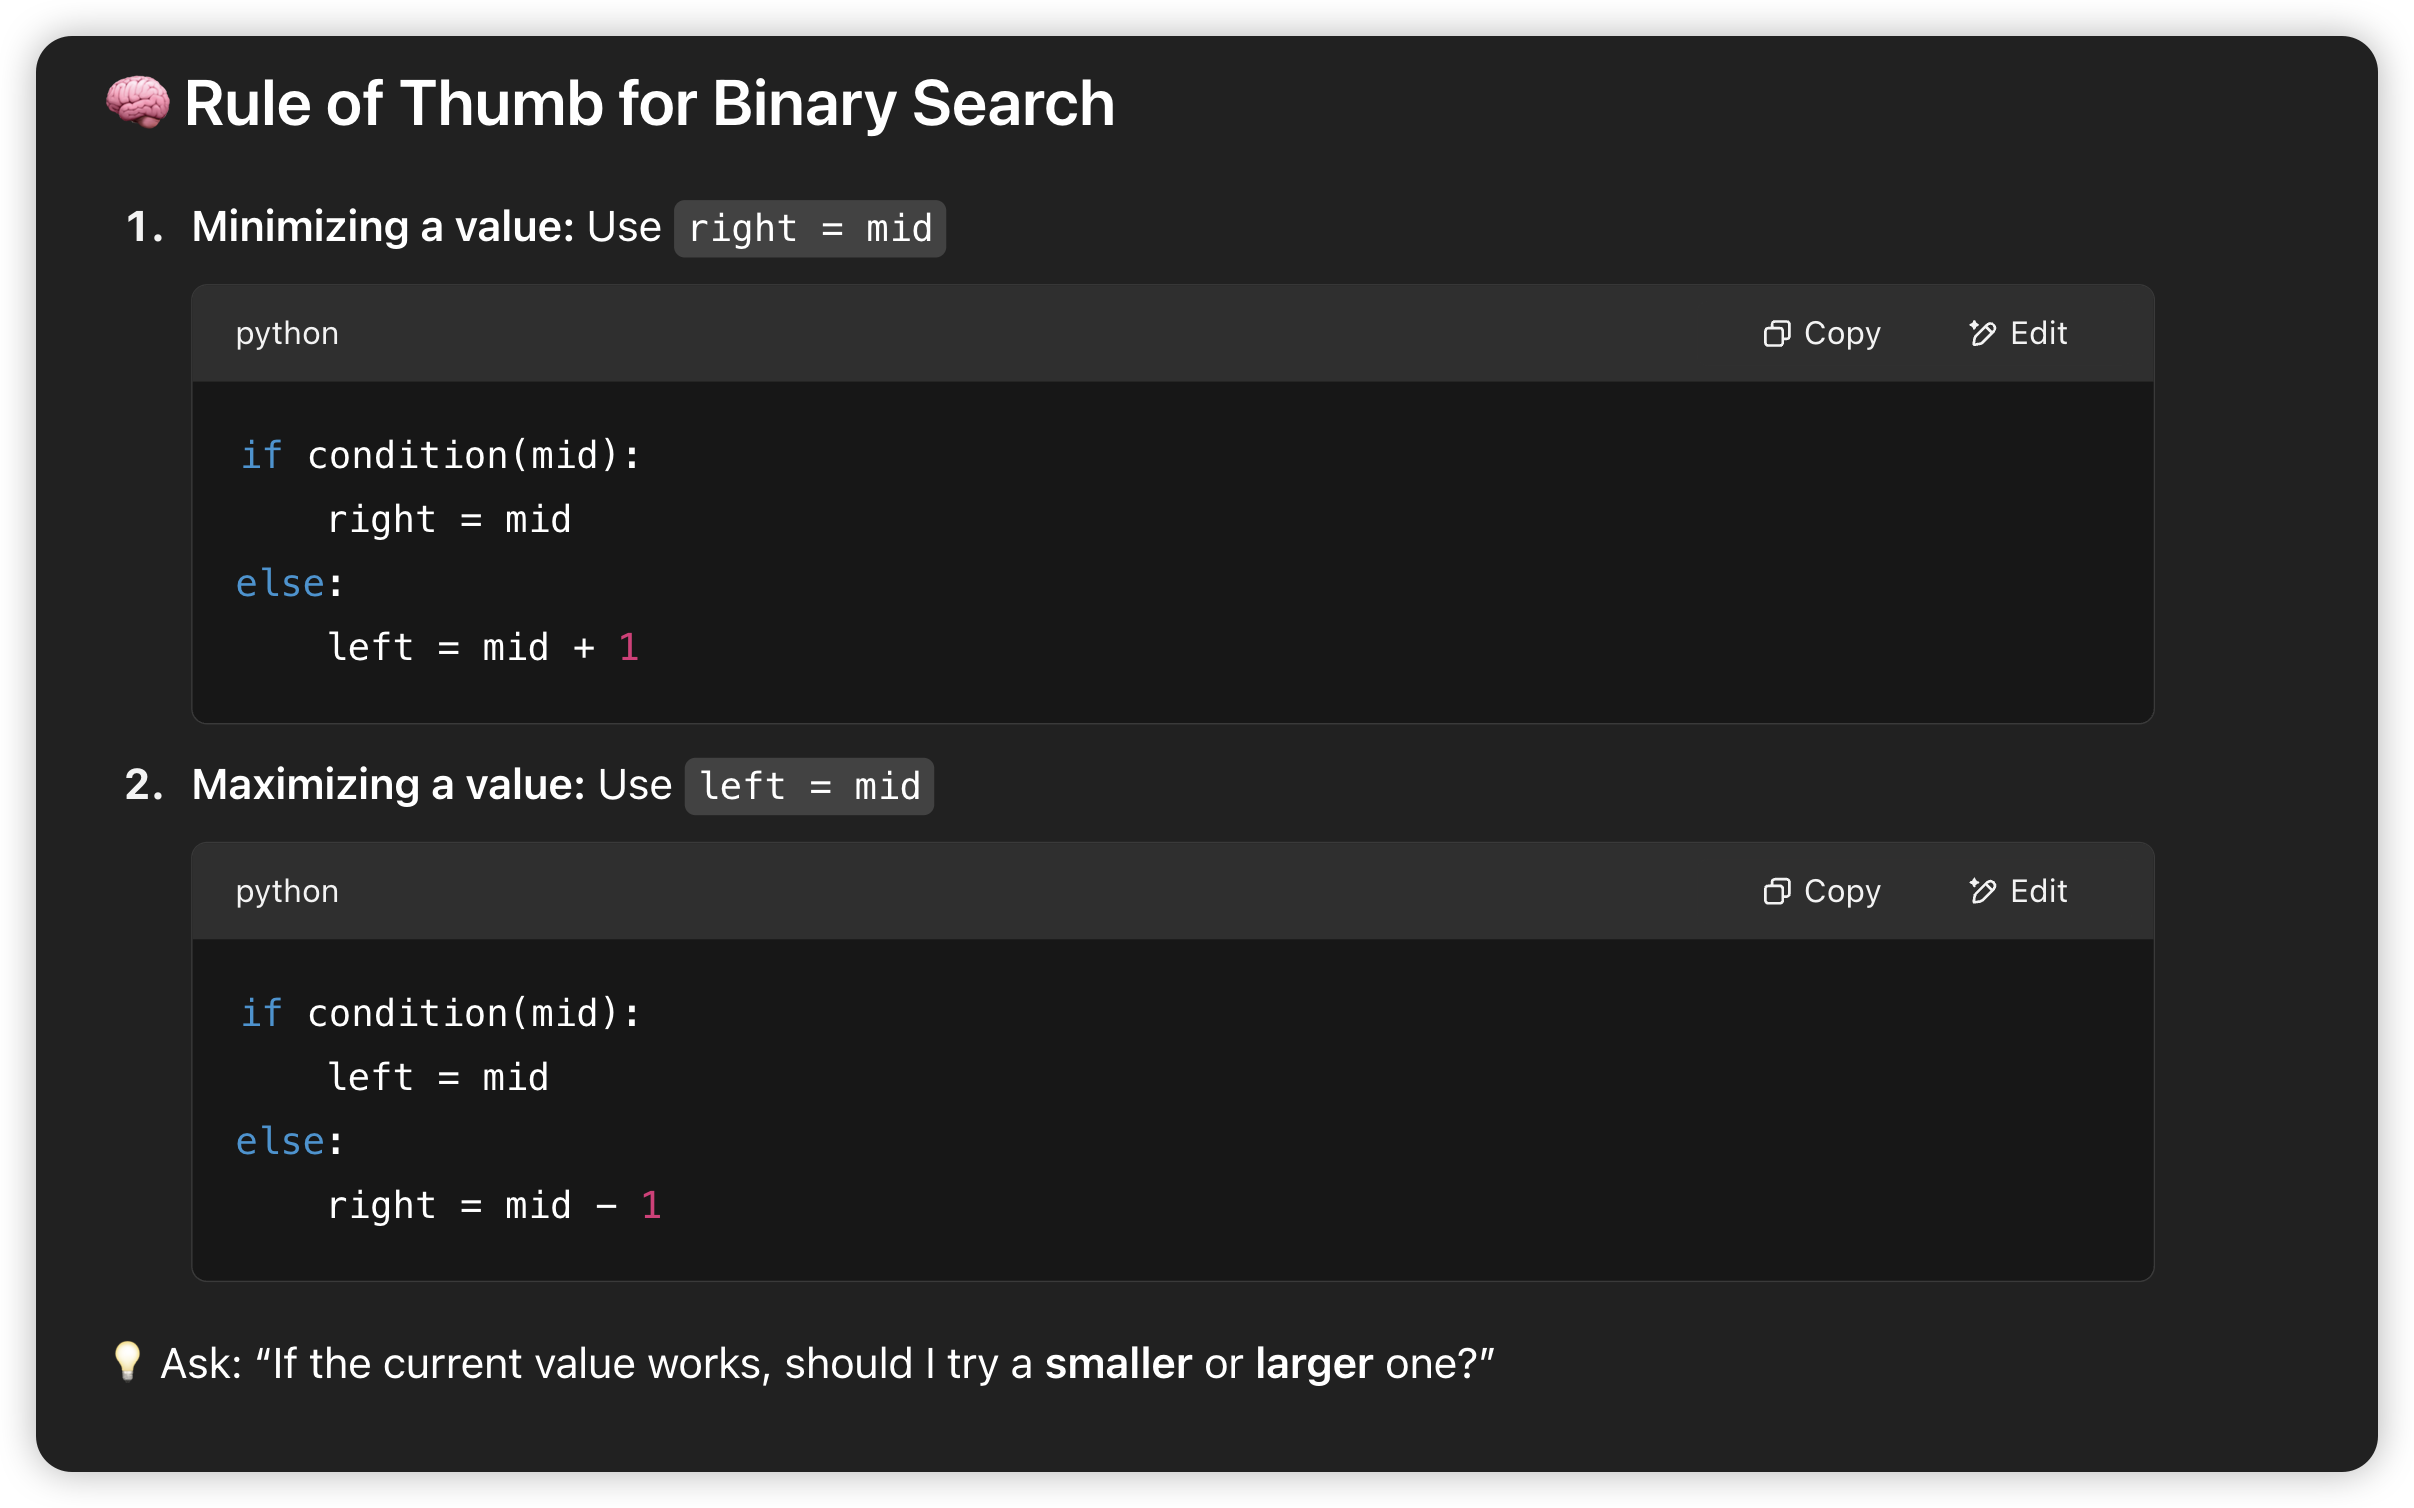 🧠 Rule of Thumb for Binary Search
1. Minimizing a value: Use right = mid
python Copy Edit
if condition(mid):
    right = mid
else:
    left = mid + 1
2. Maximizing a value: Use left = mid
python Copy Edit
if condition(mid):
    left = mid
else:
    right = mid - 1
💡 Ask: “If the current value works, should I try a smaller or larger one?”